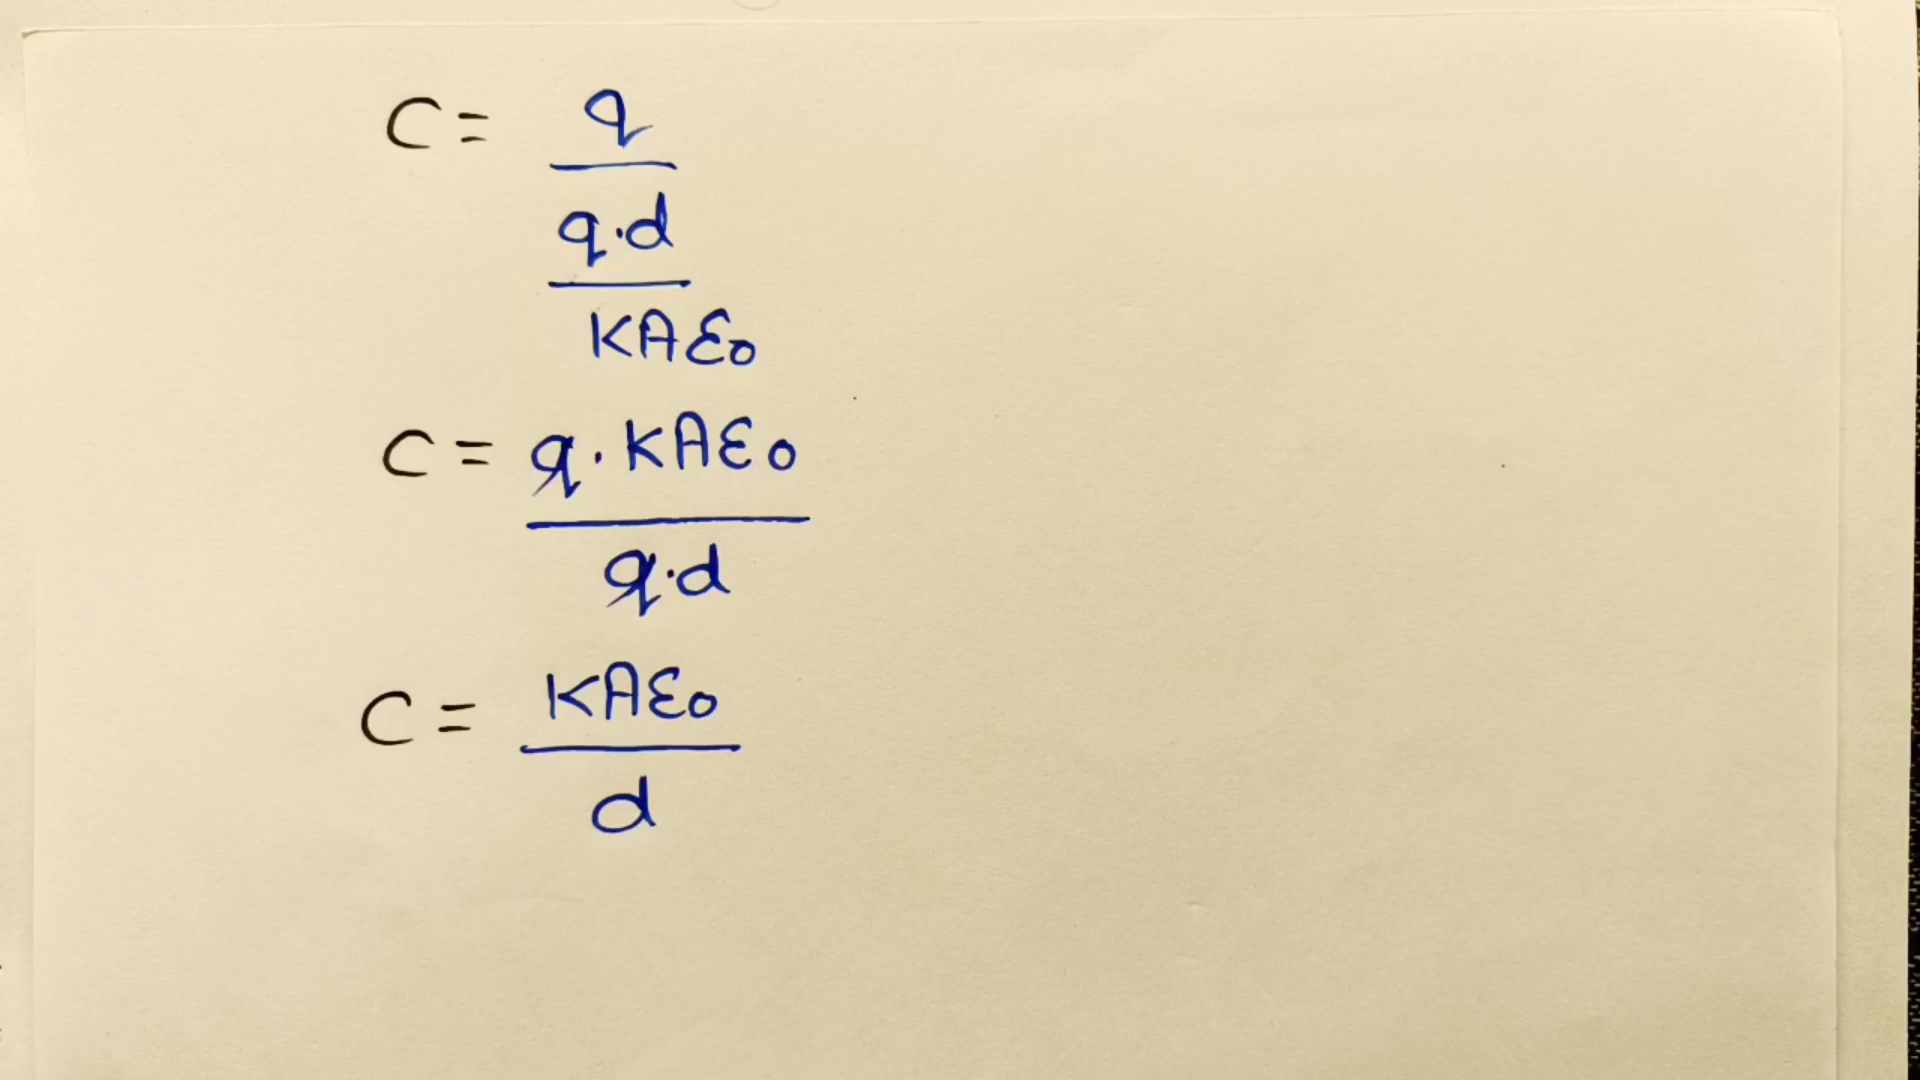 C = q / (q·d / KAε₀)
C = q·KAε₀ / q·d
C = KAε₀ / d